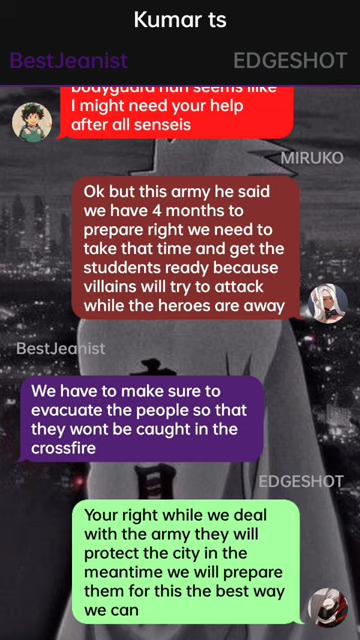 Kumar ts
BestJeanist
EDGESHOT
bodyguard huh seems like
I might need your help
after all senseis
MIRUKO
Ok but this army he said
we have 4 months to
prepare right we need to
take that time and get the
studdents ready because
villains will try to attack
while the heroes are away
BestJeanist
We have to make sure to
evacuate the people so that
they wont be caught in the
crossfire
EDGESHOT
Your right while we deal
with the army they will
protect the city in the
meantime we will prepare
them for this the best way
we can